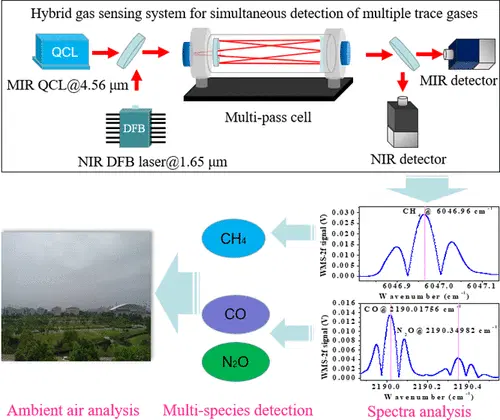 Hybrid gas sensing system for simultaneous detection of multiple trace gases
QCL
MIR QCL@4.56 μm
DFB
NIR DFB laser@1.65 μm
Multi-pass cell
MIR detector
NIR detector
CH₄
CO
N₂O
WMS-2f signal (V)
0.030
0.025
0.020
0.015
0.010
0.005
0.000
CH₄ @ 6046.96 cm⁻¹
6046.9 6047.0 6047.1
Wavenumber (cm⁻¹)
WMS-2f signal (V)
0.016
0.014
0.012
0.010
0.008
0.006
0.004
0.002
0.000
CO@2190.01756 cm⁻¹
N₂O@2190.34982 cm⁻¹
2190.0 2190.2 2190.4
Wavenumber (cm⁻¹)
Ambient air analysis
Multi-species detection
Spectra analysis